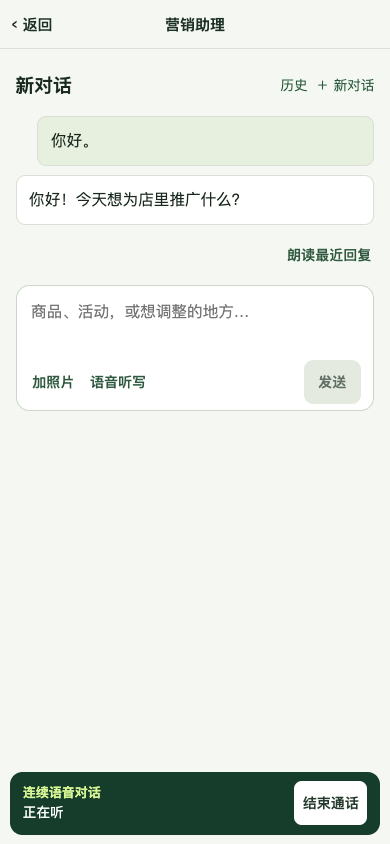 ‹ 返回
营销助理
新对话
历史 ＋ 新对话
你好。
你好！今天想为店里推广什么？
朗读最近回复
商品、活动，或想调整的地方…
加照片 语音听写
发送
连续语音对话
正在听
结束通话